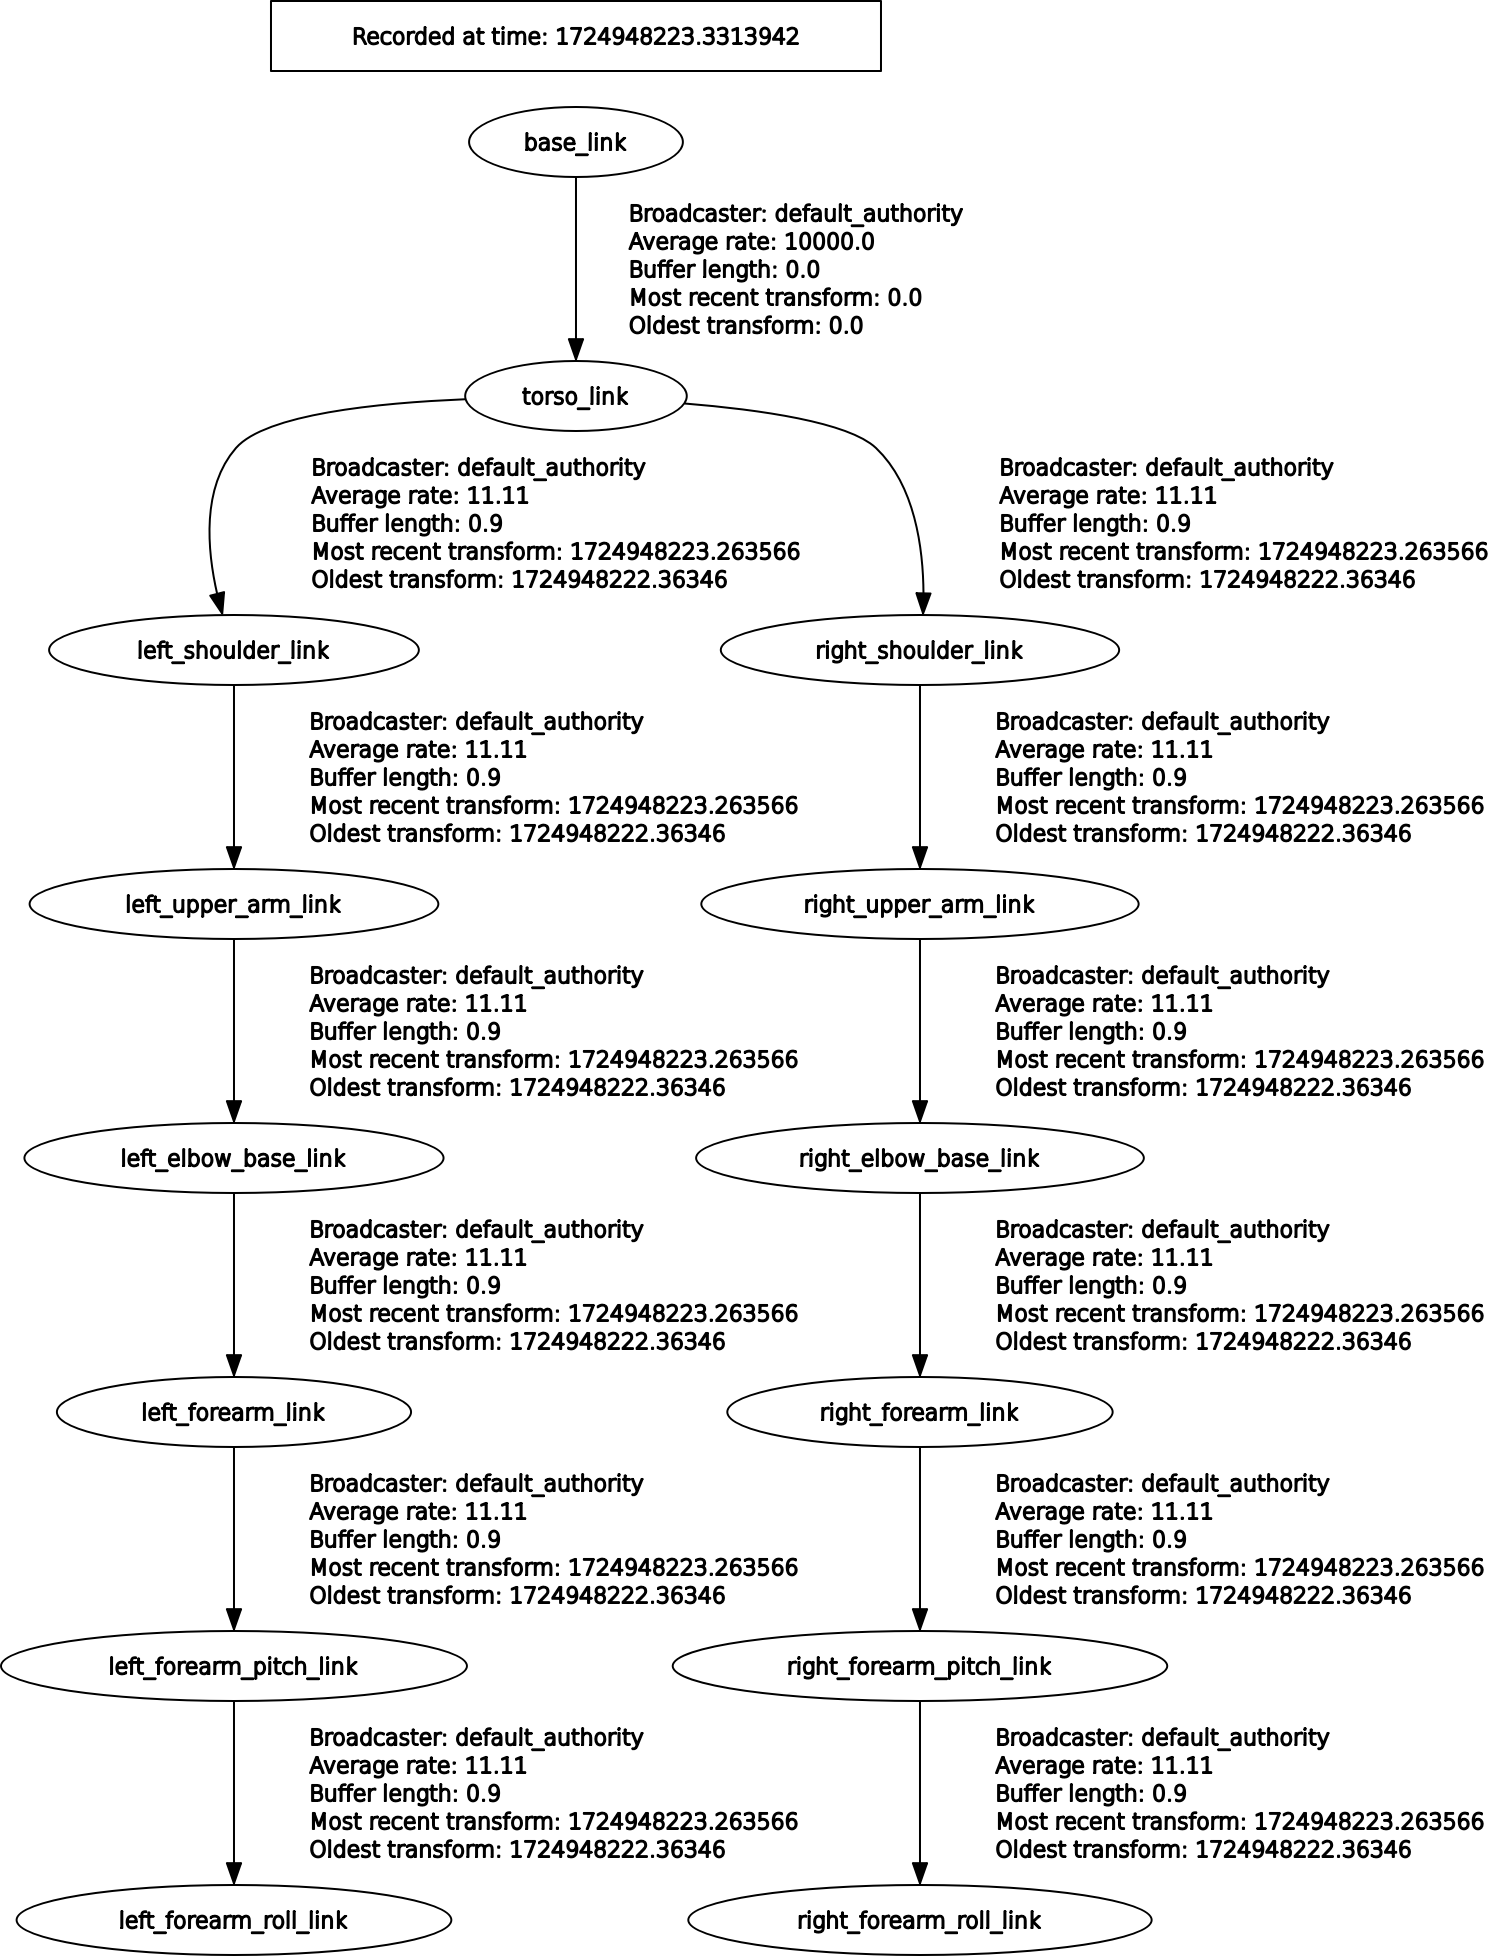 Recorded at time: 1724948223.3313942
base_link
Broadcaster: default_authority
Average rate: 10000.0
Buffer length: 0.0
Most recent transform: 0.0
Oldest transform: 0.0
torso_link
Broadcaster: default_authority
Average rate: 11.11
Buffer length: 0.9
Most recent transform: 1724948223.263566
Oldest transform: 1724948222.36346
Broadcaster: default_authority
Average rate: 11.11
Buffer length: 0.9
Most recent transform: 1724948223.263566
Oldest transform: 1724948222.36346
left_shoulder_link
right_shoulder_link
Broadcaster: default_authority
Average rate: 11.11
Buffer length: 0.9
Most recent transform: 1724948223.263566
Oldest transform: 1724948222.36346
Broadcaster: default_authority
Average rate: 11.11
Buffer length: 0.9
Most recent transform: 1724948223.263566
Oldest transform: 1724948222.36346
left_upper_arm_link
right_upper_arm_link
Broadcaster: default_authority
Average rate: 11.11
Buffer length: 0.9
Most recent transform: 1724948223.263566
Oldest transform: 1724948222.36346
Broadcaster: default_authority
Average rate: 11.11
Buffer length: 0.9
Most recent transform: 1724948223.263566
Oldest transform: 1724948222.36346
left_elbow_base_link
right_elbow_base_link
Broadcaster: default_authority
Average rate: 11.11
Buffer length: 0.9
Most recent transform: 1724948223.263566
Oldest transform: 1724948222.36346
Broadcaster: default_authority
Average rate: 11.11
Buffer length: 0.9
Most recent transform: 1724948223.263566
Oldest transform: 1724948222.36346
left_forearm_link
right_forearm_link
Broadcaster: default_authority
Average rate: 11.11
Buffer length: 0.9
Most recent transform: 1724948223.263566
Oldest transform: 1724948222.36346
Broadcaster: default_authority
Average rate: 11.11
Buffer length: 0.9
Most recent transform: 1724948223.263566
Oldest transform: 1724948222.36346
left_forearm_pitch_link
right_forearm_pitch_link
Broadcaster: default_authority
Average rate: 11.11
Buffer length: 0.9
Most recent transform: 1724948223.263566
Oldest transform: 1724948222.36346
Broadcaster: default_authority
Average rate: 11.11
Buffer length: 0.9
Most recent transform: 1724948223.263566
Oldest transform: 1724948222.36346
left_forearm_roll_link
right_forearm_roll_link